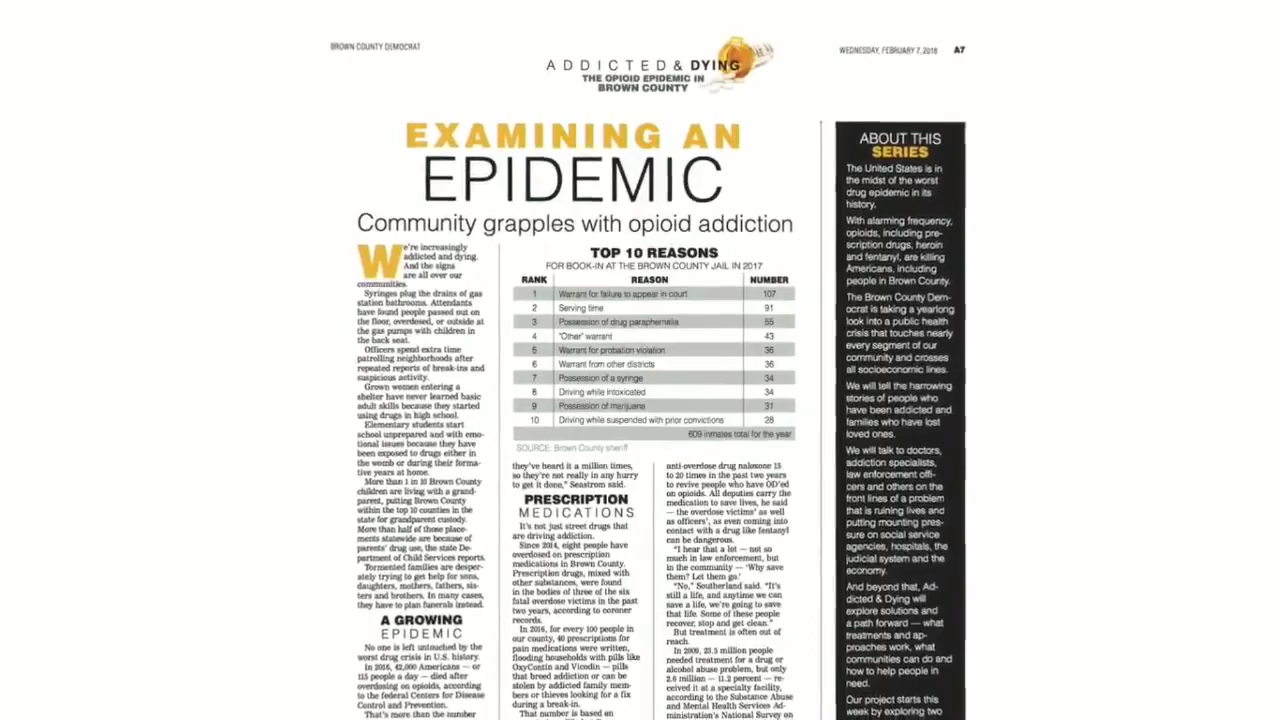 BROWN COUNTY DEMOCRAT
WEDNESDAY, FEBRUARY 7, 2018 A7
ADDICTED & DYING
THE OPIOID EPIDEMIC IN
BROWN COUNTY
EXAMINING AN
EPIDEMIC
Community grapples with opioid addiction
We're increasingly
addicted and dying.
And the signs
are all over our
communities.
Syringes plug the drains of gas
station bathrooms. Attendants
have found people passed out on
the floor, overdosed, or outside at
the gas pumps with children in
the back seat.
Officers spend extra time
patrolling neighborhoods after
repeated reports of break-ins and
suspicious activity.
Grown women entering a
shelter have never learned basic
adult skills because they started
using drugs in high school.
Elementary students start
school unprepared and with emo-
tional issues because they have
been exposed to drugs either in
the womb or during their forma-
tive years at home.
More than 1 in 10 Brown County
children are living with a grand-
parent, putting Brown County
within the top 10 counties in the
state for grandparent custody.
More than half of those place-
ments statewide are because of
parents' drug use, the state De-
partment of Child Services reports.
Tormented families are desper-
ately trying to get help for sons,
daughters, mothers, fathers, sis-
ters and brothers. In many cases,
they have to plan funerals instead.
A GROWING
EPIDEMIC
No one is left untouched by the
worst drug crisis in U.S. history.
In 2016, 42,000 Americans — or
115 people a day — died after
overdosing on opioids, according
to the federal Centers for Disease
Control and Prevention.
That's more than the number
TOP 10 REASONS
FOR BOOK-IN AT THE BROWN COUNTY JAIL IN 2017
RANK REASON NUMBER
1 Warrant for failure to appear in court 107
2 Serving time 91
3 Possession of drug paraphernalia 55
4 'Other' warrant 43
5 Warrant for probation violation 36
6 Warrant from other districts 36
7 Possession of a syringe 34
8 Driving while intoxicated 34
9 Possession of marijuana 31
10 Driving while suspended with prior convictions 28
609 inmates total for the year
SOURCE: Brown County sheriff
they've heard it a million times,
so they're not really in any hurry
to get it done," Seastrom said.
PRESCRIPTION
MEDICATIONS
It's not just street drugs that
are driving addiction.
Since 2014, eight people have
overdosed on prescription
medications in Brown County.
Prescription drugs, mixed with
other substances, were found
in the bodies of three of the six
fatal overdose victims in the past
two years, according to coroner
records.
In 2016, for every 100 people in
our county, 40 prescriptions for
pain medications were written,
flooding households with pills like
OxyContin and Vicodin — pills
that breed addiction or can be
stolen by addicted family mem-
bers or thieves looking for a fix
during a break-in.
That number is based on
anti-overdose drug naloxone 15
to 20 times in the past two years
to revive people who have OD'ed
on opioids. All deputies carry the
medication to save lives, he said
— the overdose victims' as well
as officers', as even coming into
contact with a drug like fentanyl
can be dangerous.
"I hear that a lot — not so
much in law enforcement, but
in the community — 'Why save
them? Let them go.'
"No," Southerland said. "It's
still a life, and anytime we can
save a life, we're going to save
that life. Some of these people
recover, stop and get clean."
But treatment is often out of
reach.
In 2009, 23.5 million people
needed treatment for a drug or
alcohol abuse problem, but only
2.6 million — 11.2 percent — re-
ceived it at a specialty facility,
according to the Substance Abuse
and Mental Health Services Ad-
ministration's National Survey on
ABOUT THIS
SERIES
The United States is in
the midst of the worst
drug epidemic in its
history.
With alarming frequency,
opioids, including pre-
scription drugs, heroin
and fentanyl, are killing
Americans, including
people in Brown County.
The Brown County Dem-
ocrat is taking a yearlong
look into a public health
crisis that touches nearly
every segment of our
community and crosses
all socioeconomic lines.
We will tell the harrowing
stories of people who
have been addicted and
families who have lost
loved ones.
We will talk to doctors,
addiction specialists,
law enforcement offi-
cers and others on the
front lines of a problem
that is ruining lives and
putting mounting pres-
sure on social service
agencies, hospitals, the
judicial system and the
economy.
And beyond that, Ad-
dicted & Dying will
explore solutions and
a path forward — what
treatments and ap-
proaches work, what
communities can do and
how to help people in
need.
Our project starts this
week by exploring two